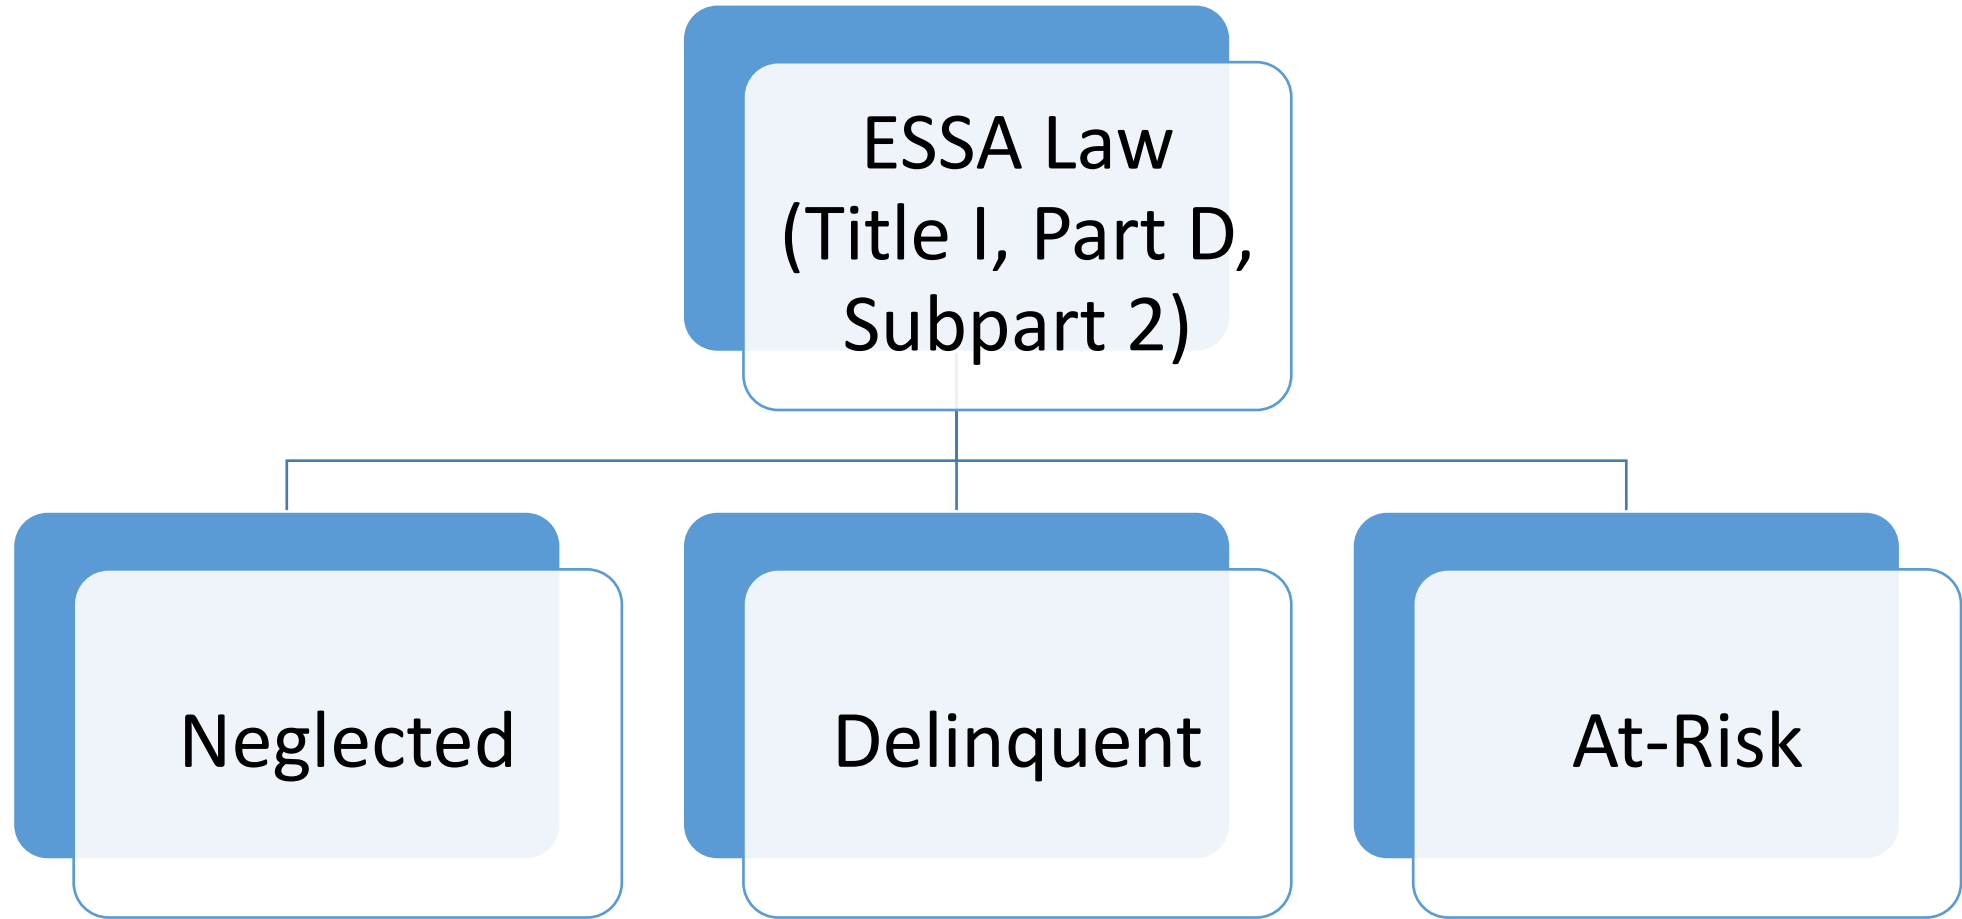 ESSA Law
(Title I, Part D,
Subpart 2)
Neglected
Delinquent
At-Risk